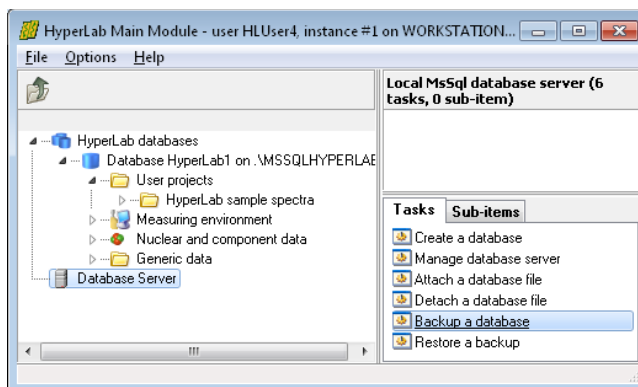 HyperLab Main Module - user HLUser4, instance #1 on WORKSTATION...
File Options Help
HyperLab databases
Database HyperLab1 on .\MSSQLHYPERLAB
User projects
HyperLab sample spectra
Measuring environment
Nuclear and component data
Generic data
Database Server
Local MsSql database server (6
tasks, 0 sub-item)
Tasks Sub-items
Create a database
Manage database server
Attach a database file
Detach a database file
Backup a database
Restore a backup